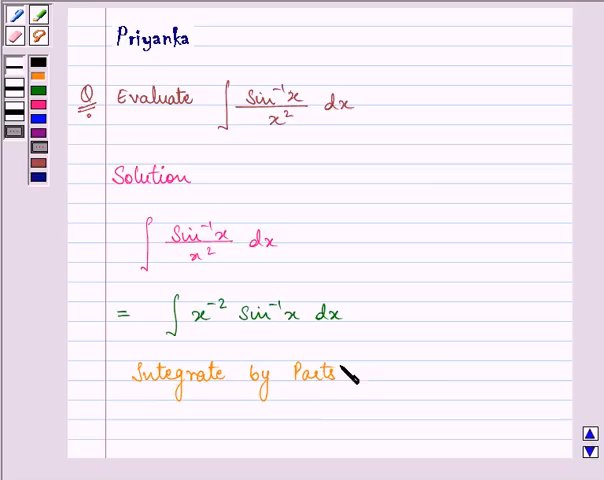 Priyanka
Q Evaluate ∫ Sin⁻¹x / x² dx
Solution
∫ Sin⁻¹x / x² dx
= ∫ x⁻² Sin⁻¹x dx
Integrate by Parts